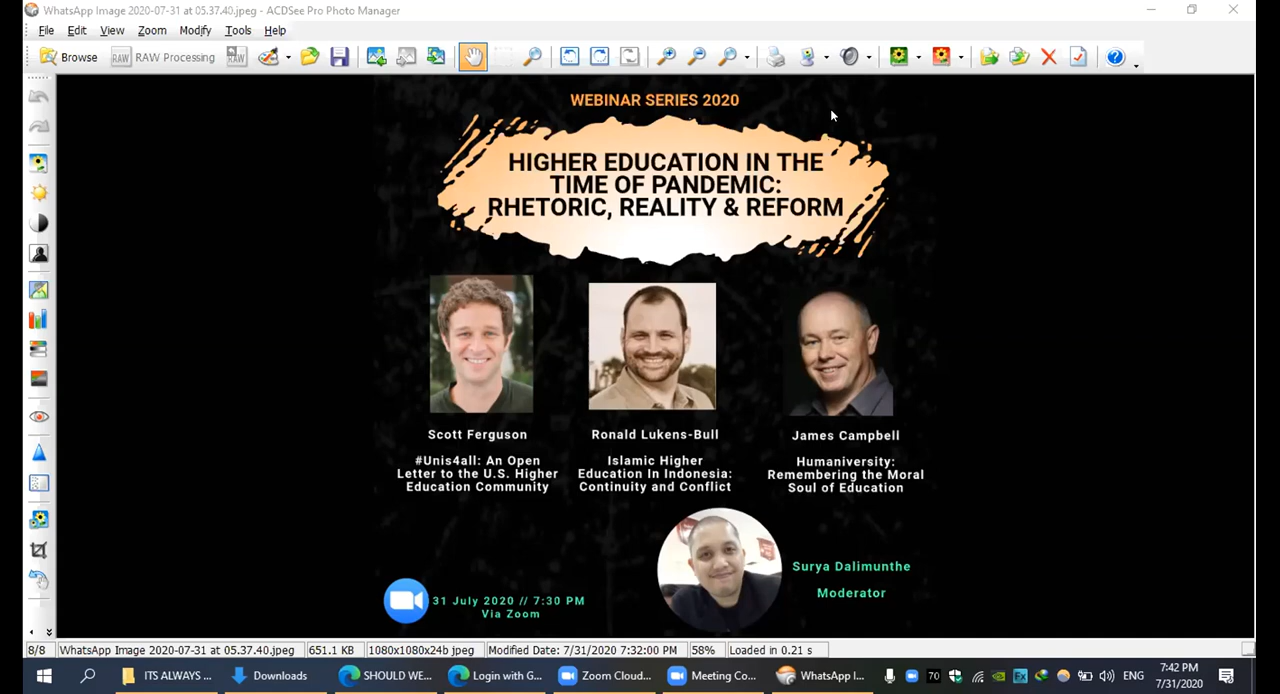 WhatsApp Image 2020-07-31 at 05.37.40.jpeg - ACDSee Pro Photo Manager
File Edit View Zoom Modify Tools Help
Browse RAW RAW Processing RAW
WEBINAR SERIES 2020
HIGHER EDUCATION IN THE
TIME OF PANDEMIC:
RHETORIC, REALITY & REFORM
Scott Ferguson
#Unis4all: An Open
Letter to the U.S. Higher
Education Community
Ronald Lukens-Bull
Islamic Higher
Education In Indonesia:
Continuity and Conflict
James Campbell
Humaniversity:
Remembering the Moral
Soul of Education
Surya Dalimunthe
Moderator
31 July 2020 // 7:30 PM
Via Zoom
8/8 WhatsApp Image 2020-07-31 at 05.37.40.jpeg 651.1 KB 1080x1080x24b jpeg Modified Date: 7/31/2020 7:32:00 PM 58% Loaded in 0.21 s
ITS ALWAYS ... Downloads SHOULD WE... Login with G... Zoom Cloud... Meeting Co... WhatsApp I... 70 Ex ENG 7:42 PM
7/31/2020